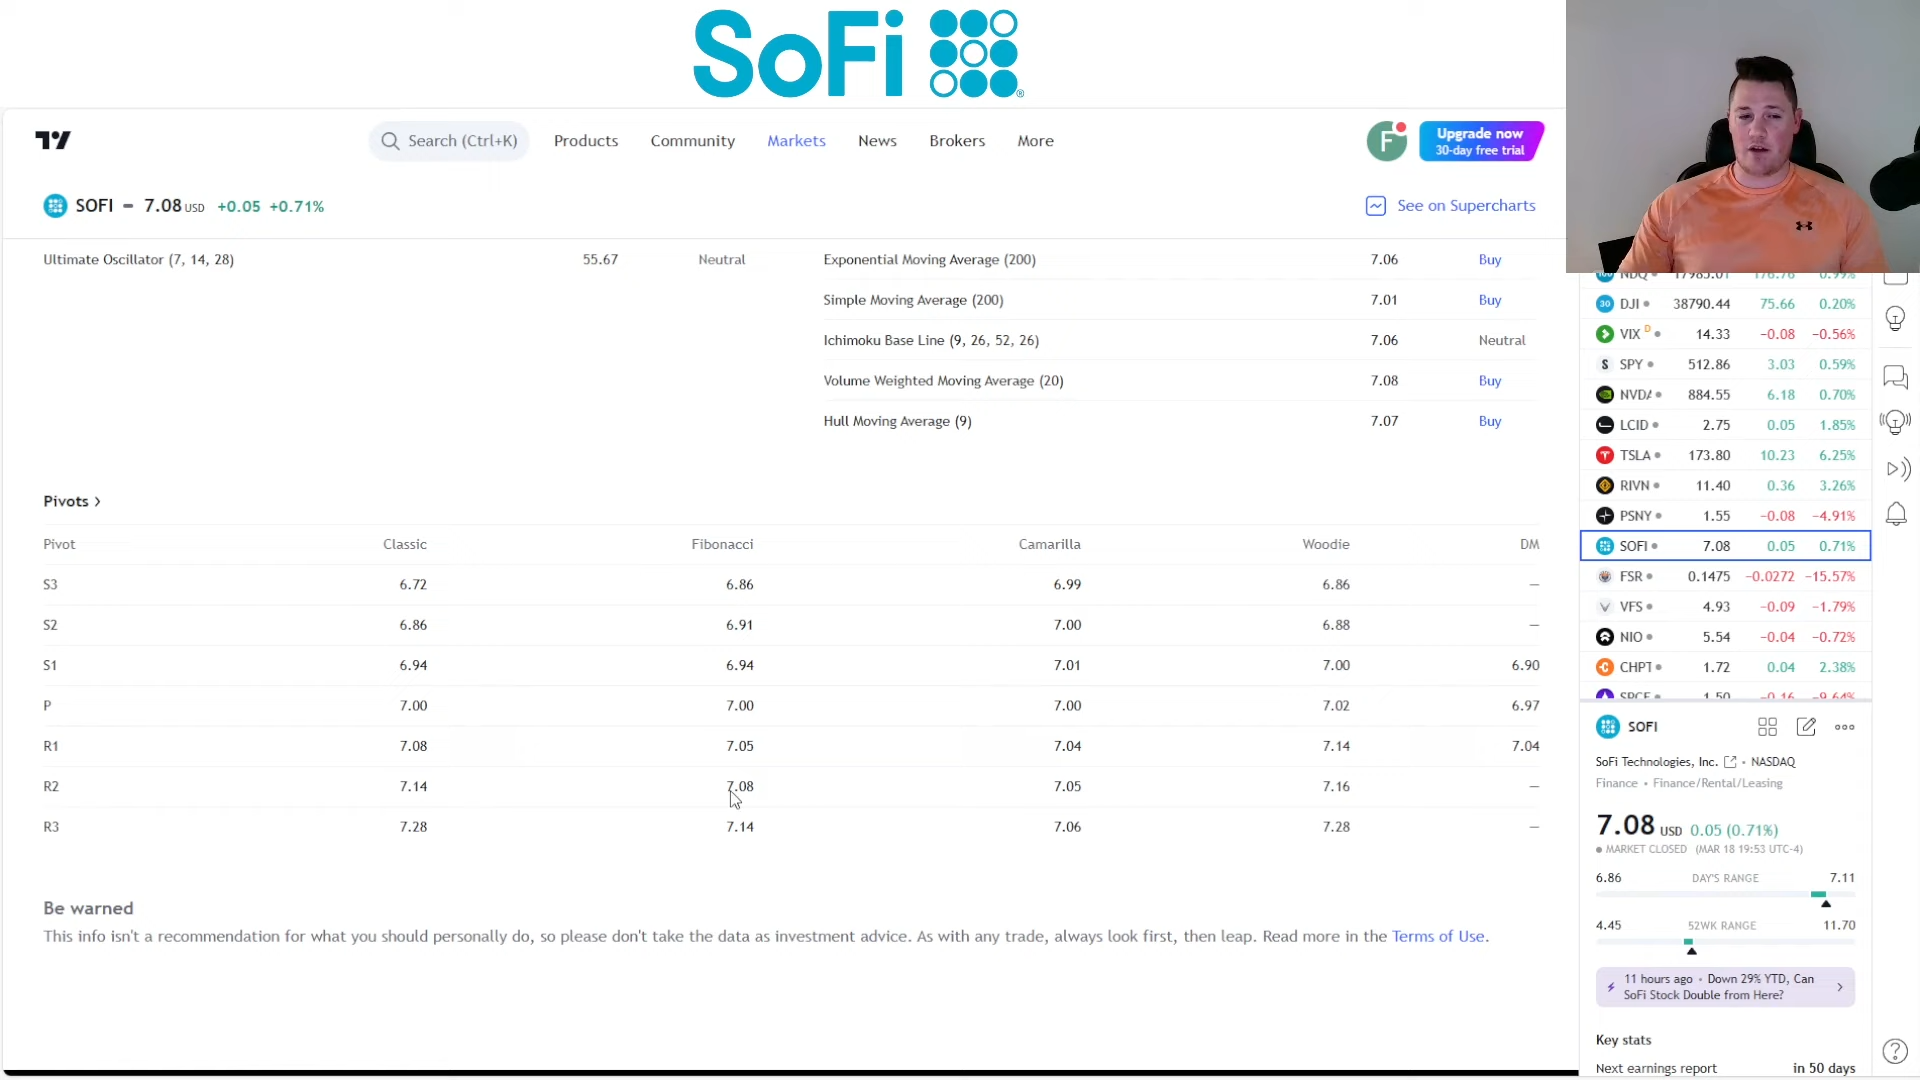 SoFi
Search (Ctrl+K)
Products
Community
Markets
News
Brokers
More
F
Upgrade now
30-day free trial
SOFI
7.08 USD +0.05 +0.71%
See on Supercharts
Ultimate Oscillator (7, 14, 28) 55.67 Neutral
Exponential Moving Average (200) 7.06 Buy
Simple Moving Average (200) 7.01 Buy
Ichimoku Base Line (9, 26, 52, 26) 7.06 Neutral
Volume Weighted Moving Average (20) 7.08 Buy
Hull Moving Average (9) 7.07 Buy
Pivots
Pivot Classic Fibonacci Camarilla Woodie DM
S3 6.72 6.86 6.99 6.86 —
S2 6.86 6.91 7.00 6.88 —
S1 6.94 6.94 7.01 7.00 6.90
P 7.00 7.00 7.00 7.02 6.97
R1 7.08 7.05 7.04 7.14 7.04
R2 7.14 7.08 7.05 7.16 —
R3 7.28 7.14 7.06 7.28 —
Be warned
This info isn't a recommendation for what you should personally do, so please don't take the data as investment advice. As with any trade, always look first, then leap. Read more in the Terms of Use.
NDQ 17985.01 176.76 0.99%
DJI 38790.44 75.66 0.20%
VIX D 14.33 −0.08 −0.56%
SPY 512.86 3.03 0.59%
NVDA 884.55 6.18 0.70%
LCID 2.75 0.05 1.85%
TSLA 173.80 10.23 6.25%
RIVN 11.40 0.36 3.26%
PSNY 1.55 −0.08 −4.91%
SOFI 7.08 0.05 0.71%
FSR 0.1475 −0.0272 −15.57%
VFS 4.93 −0.09 −1.79%
NIO 5.54 −0.04 −0.72%
CHPT 1.72 0.04 2.38%
SPCE 1.50 −0.16 −9.64%
SOFI
SoFi Technologies, Inc. • NASDAQ
Finance • Finance/Rental/Leasing
7.08 USD 0.05 (0.71%)
MARKET CLOSED (MAR 18 19:53 UTC-4)
6.86 DAY'S RANGE 7.11
4.45 52WK RANGE 11.70
11 hours ago • Down 29% YTD, Can
SoFi Stock Double from Here?
Key stats
Next earnings report in 50 days